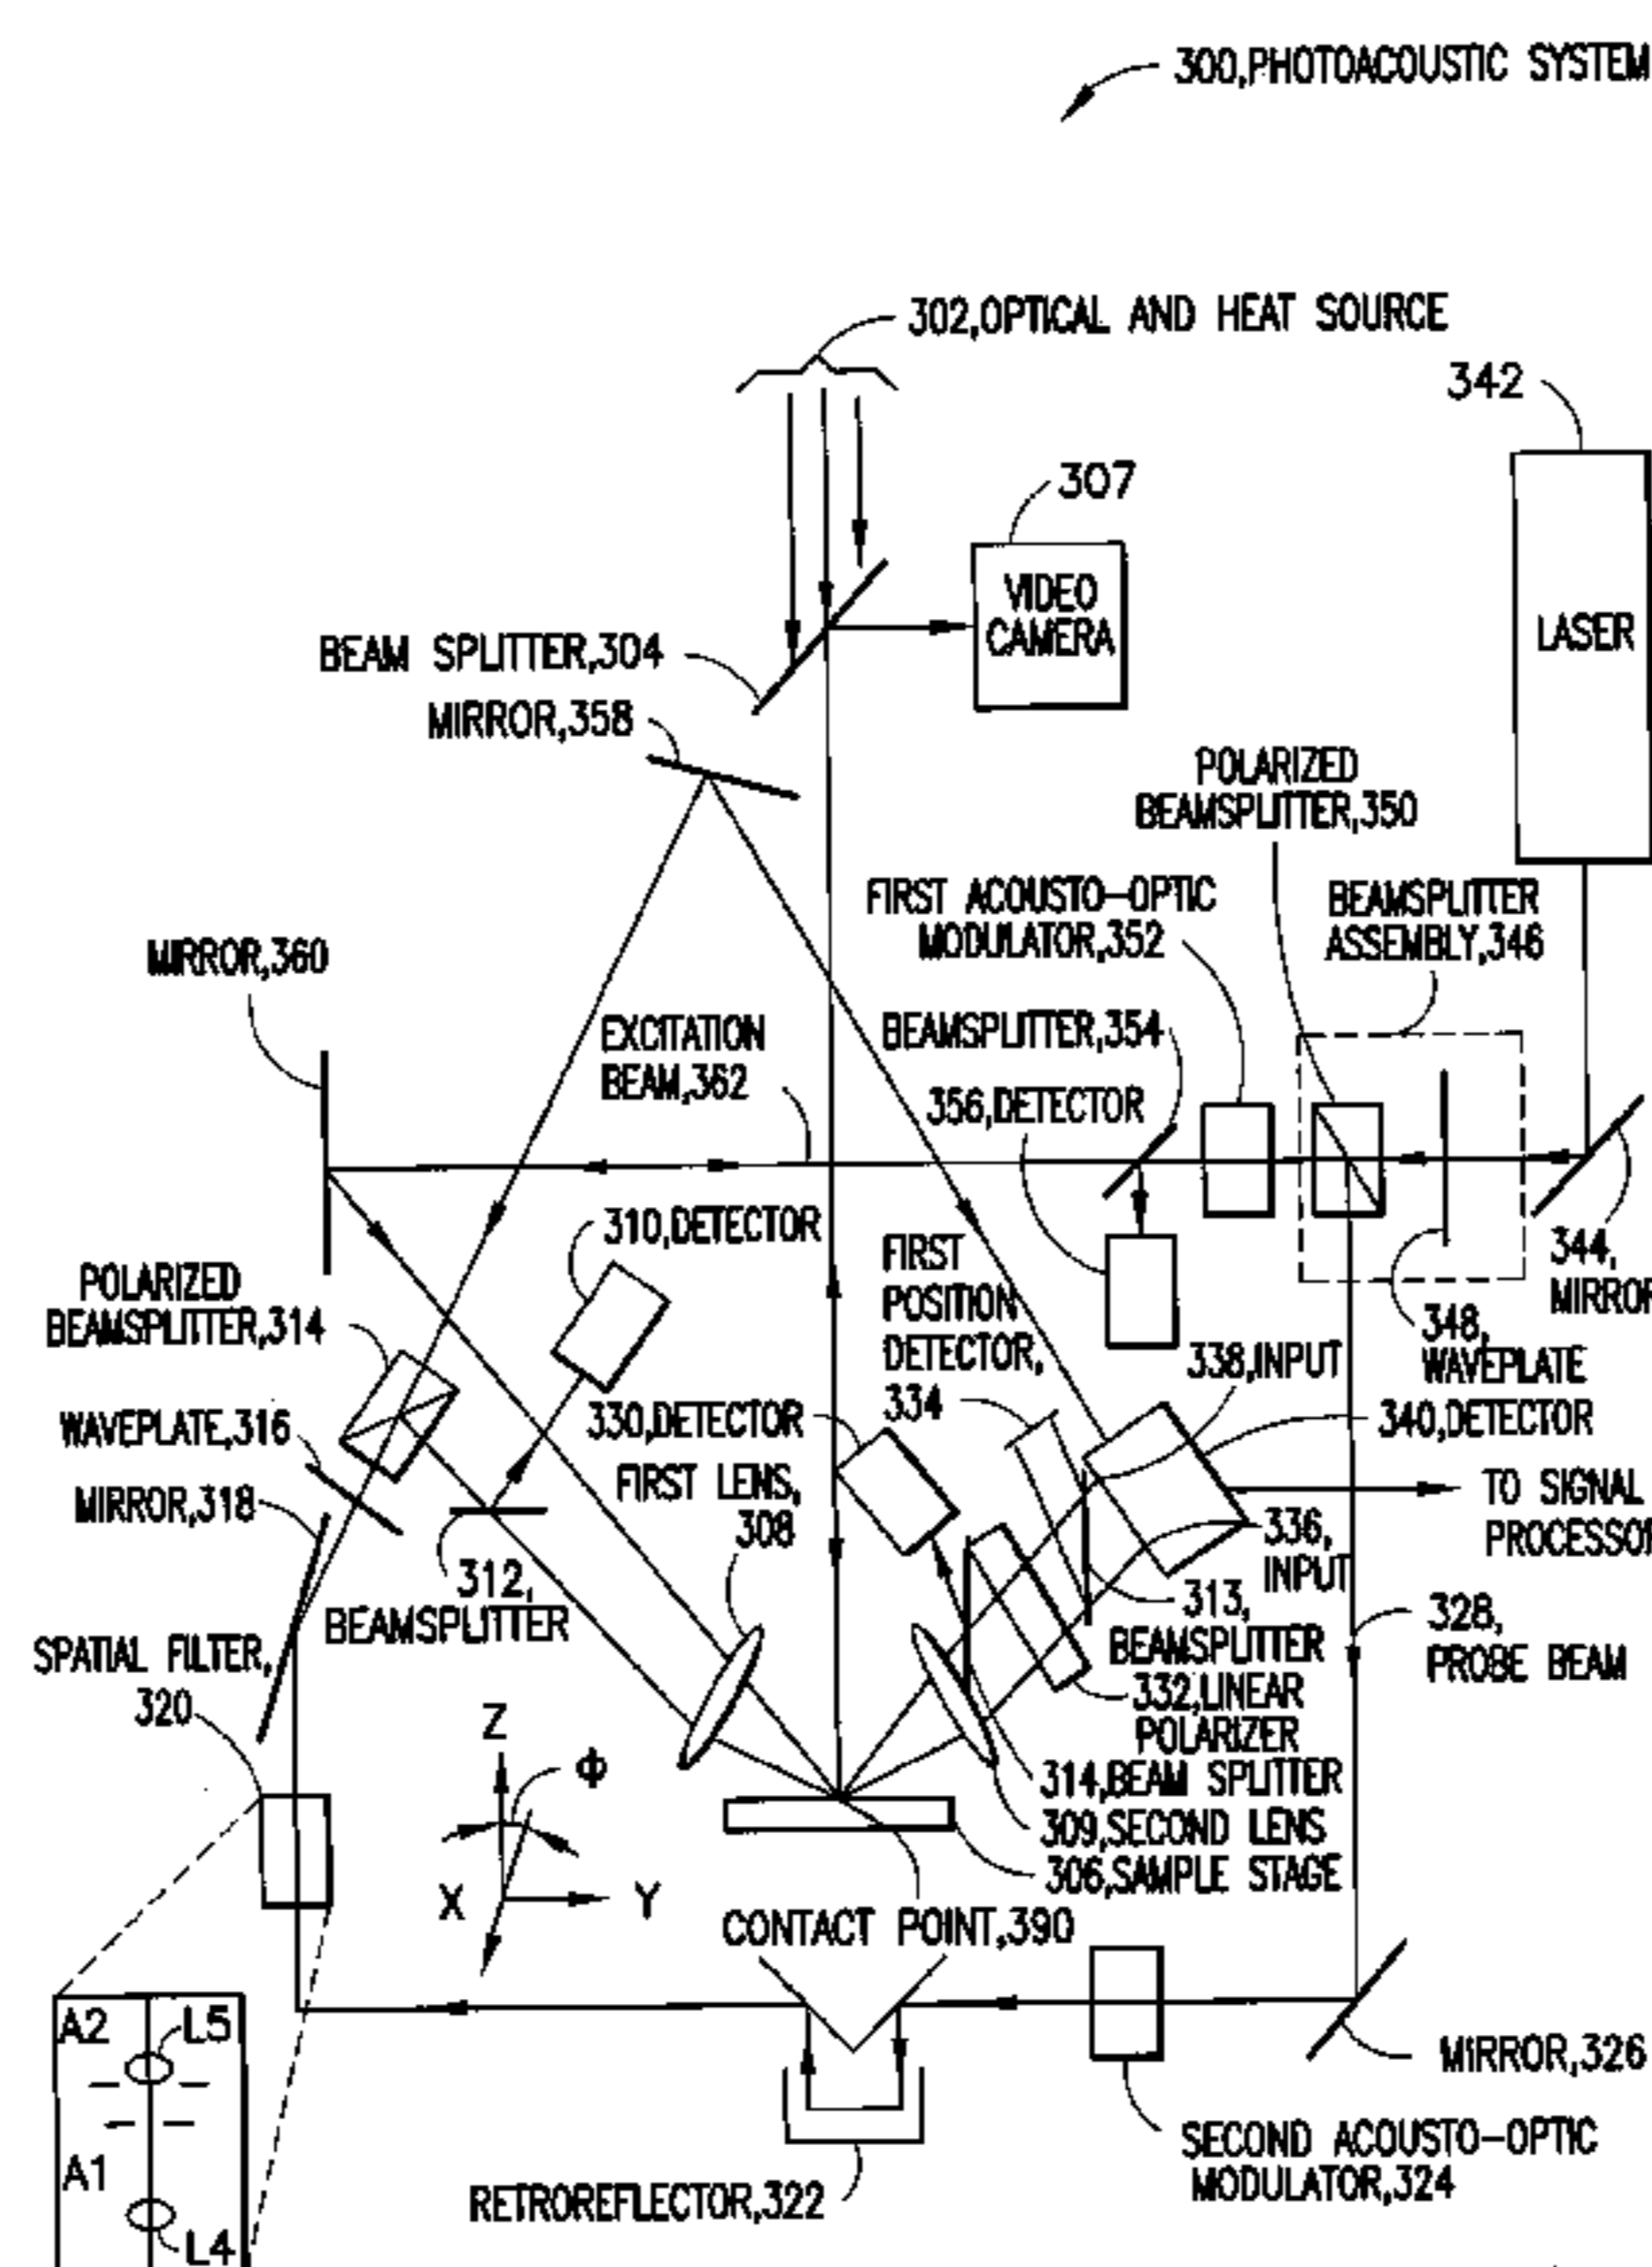 300,PHOTOACOUSTIC SYSTEM
302,OPTICAL AND HEAT SOURCE
342
307
VIDEO
CAMERA
LASER
BEAM SPLITTER,304
MIRROR,358
POLARIZED
BEAMSPLITTER,350
FIRST ACOUSTO-OPTIC
MODULATOR,352
BEAMSPLITTER
ASSEMBLY,346
MIRROR,360
EXCITATION
BEAM,362
BEAMSPLITTER,354
356,DETECTOR
310,DETECTOR
FIRST
POSITION
DETECTOR,
334
344,
MIRROR
348,
WAVEPLATE
POLARIZED
BEAMSPLITTER,314
338,INPUT
WAVEPLATE,316
330,DETECTOR
340,DETECTOR
MIRROR,318
FIRST LENS,
308
TO SIGNAL
PROCESSOR
336,
INPUT
312,
BEAMSPLITTER
313,
BEAMSPLITTER
328,
PROBE BEAM
SPATIAL FILTER,
320
332,LINEAR
POLARIZER
Z
Φ
X
Y
314,BEAM SPLITTER
309,SECOND LENS
306,SAMPLE STAGE
CONTACT POINT,390
A2
L5
MIRROR,326
A1
SECOND ACOUSTO-OPTIC
MODULATOR,324
RETROREFLECTOR,322
L4